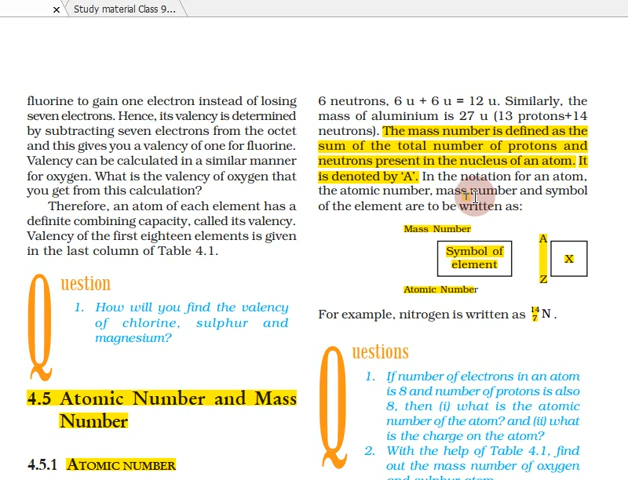 Study material Class 9...
fluorine to gain one electron instead of losing
seven electrons. Hence, its valency is determined
by subtracting seven electrons from the octet
and this gives you a valency of one for fluorine.
Valency can be calculated in a similar manner
for oxygen. What is the valency of oxygen that
you get from this calculation?
Therefore, an atom of each element has a
definite combining capacity, called its valency.
Valency of the first eighteen elements is given
in the last column of Table 4.1.
Question
1. How will you find the valency
of chlorine, sulphur and
magnesium?
4.5 Atomic Number and Mass
Number
4.5.1 ATOMIC NUMBER
6 neutrons, 6 u + 6 u = 12 u. Similarly, the
mass of aluminium is 27 u (13 protons+14
neutrons). The mass number is defined as the
sum of the total number of protons and
neutrons present in the nucleus of an atom. It
is denoted by ‘A’. In the notation for an atom,
the atomic number, mass number and symbol
of the element are to be written as:
Mass Number
Symbol of
element
Atomic Number
A
X
Z
For example, nitrogen is written as ¹⁴₇N .
Questions
1. If number of electrons in an atom
is 8 and number of protons is also
8, then (i) what is the atomic
number of the atom? and (ii) what
is the charge on the atom?
2. With the help of Table 4.1, find
out the mass number of oxygen
and sulphur atom.